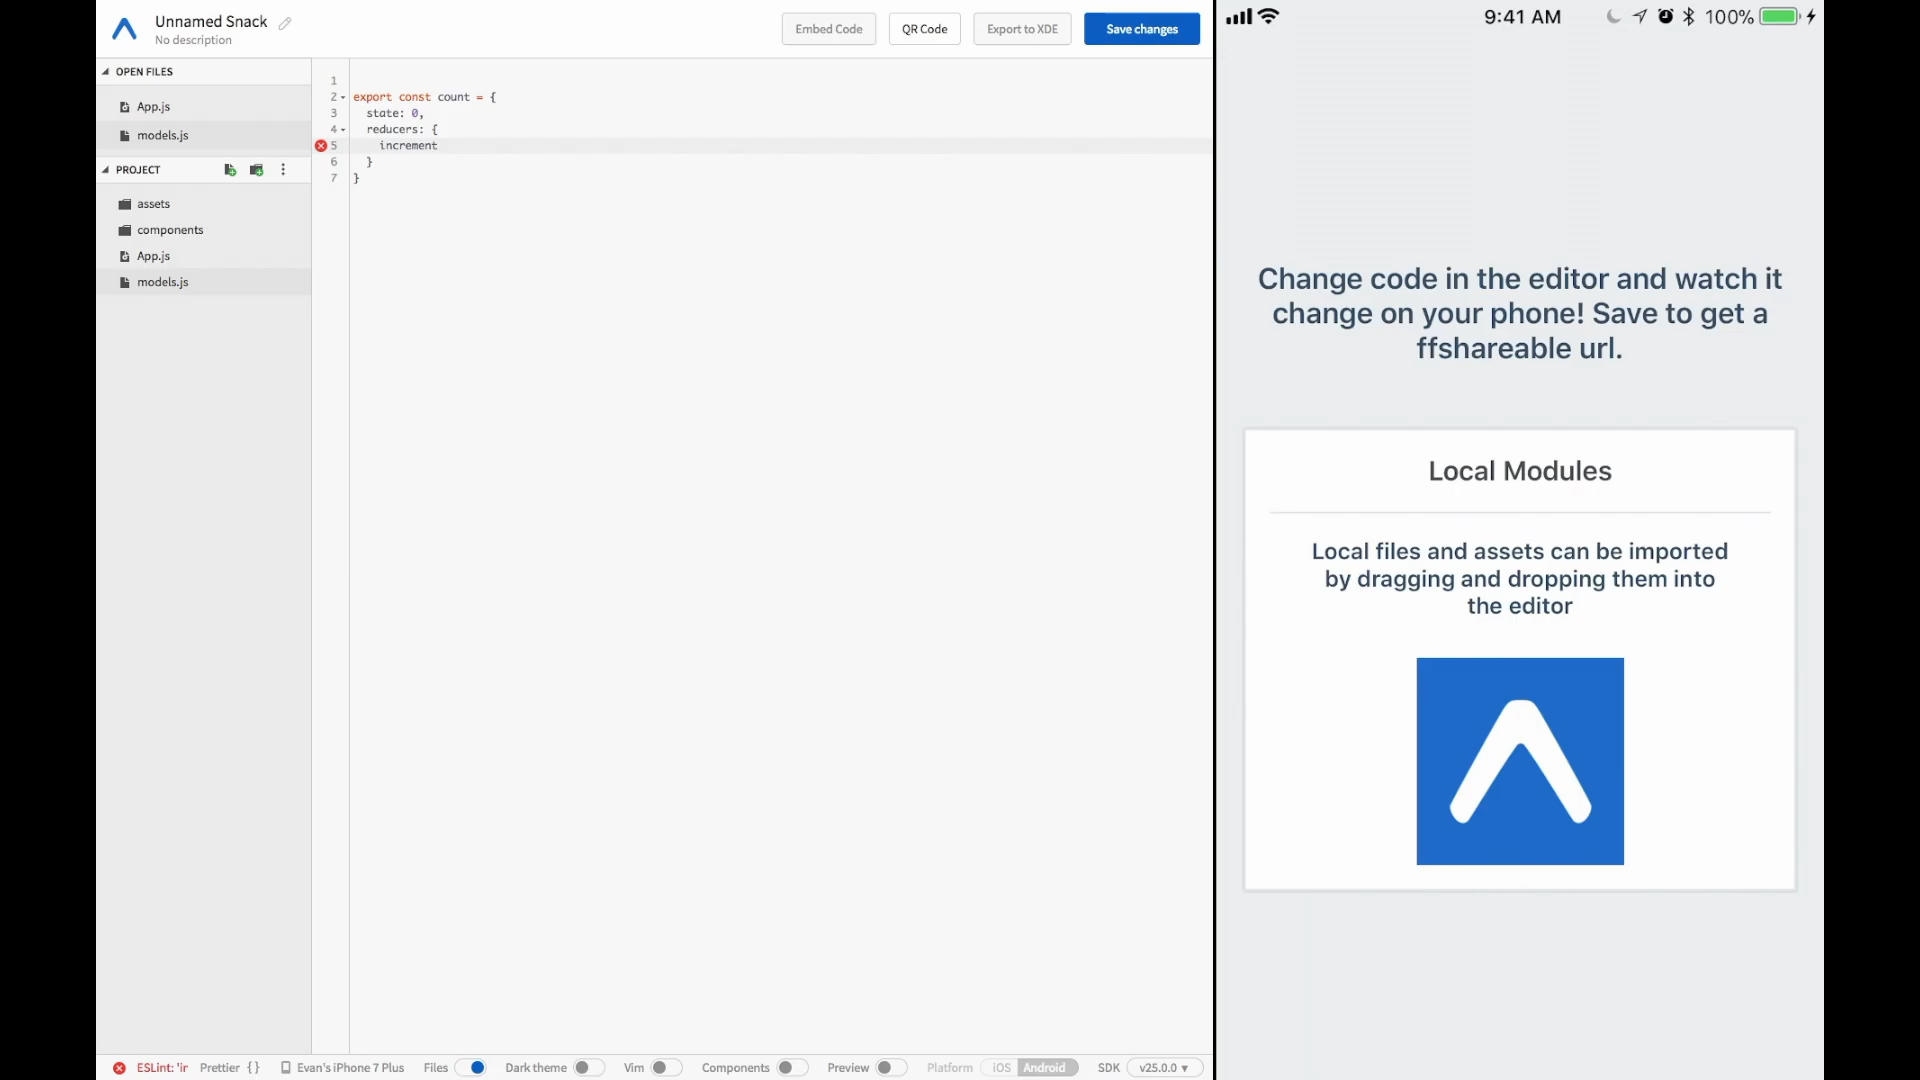 Unnamed Snack
No description
Embed Code
QR Code
Export to XDE
Save changes
OPEN FILES
App.js
models.js
PROJECT
assets
components
App.js
models.js
1
2 export const count = {
3 state: 0,
4 reducers: {
5 increment
6 }
7 }
ESLint: 'ir
Prettier {}
Evan's iPhone 7 Plus
Files
Dark theme
Vim
Components
Preview
Platform
iOS
Android
SDK
v25.0.0
9:41 AM
100%
Change code in the editor and watch it
change on your phone! Save to get a
ffshareable url.
Local Modules
Local files and assets can be imported
by dragging and dropping them into
the editor